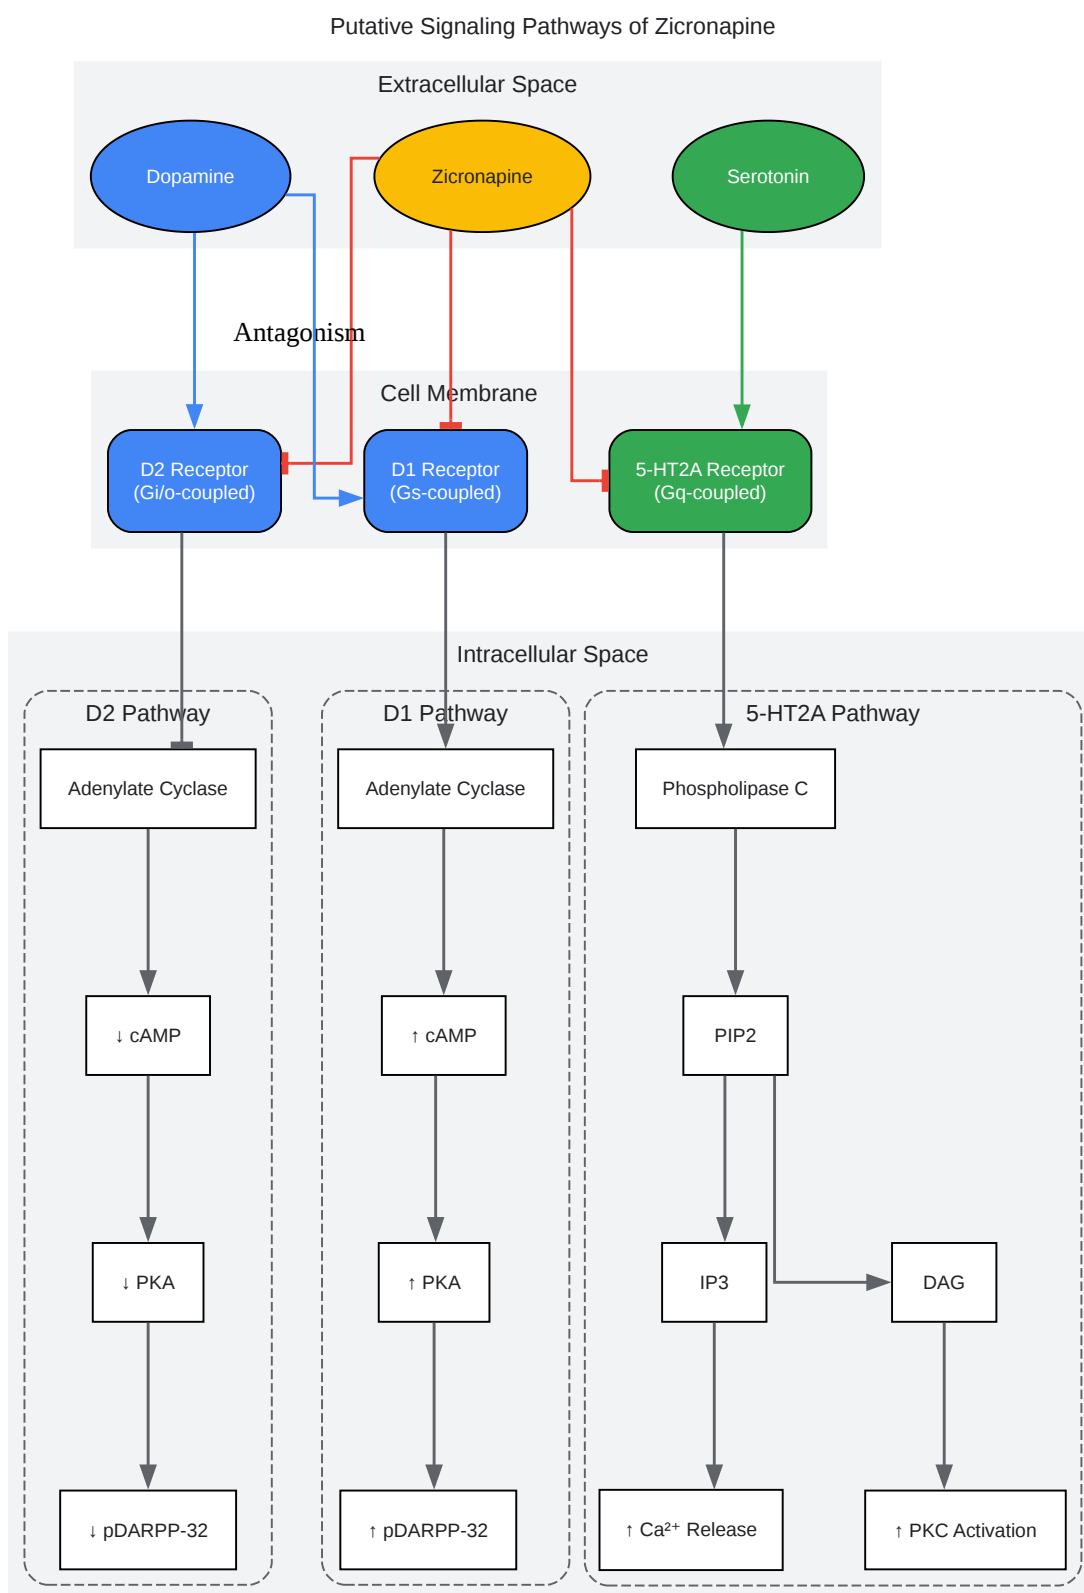 Putative Signaling Pathways of Zicronapine
Extracellular Space
Dopamine
Zicronapine
Serotonin
Antagonism
Cell Membrane
D2 Receptor
(Gi/o-coupled)
D1 Receptor
(Gs-coupled)
5-HT2A Receptor
(Gq-coupled)
Intracellular Space
D2 Pathway
D1 Pathway
5-HT2A Pathway
Adenylate Cyclase
Adenylate Cyclase
Phospholipase C
↓ cAMP
↑ cAMP
PIP2
↓ PKA
↑ PKA
IP3
DAG
↓ pDARPP-32
↑ pDARPP-32
↑ Ca²⁺ Release
↑ PKC Activation